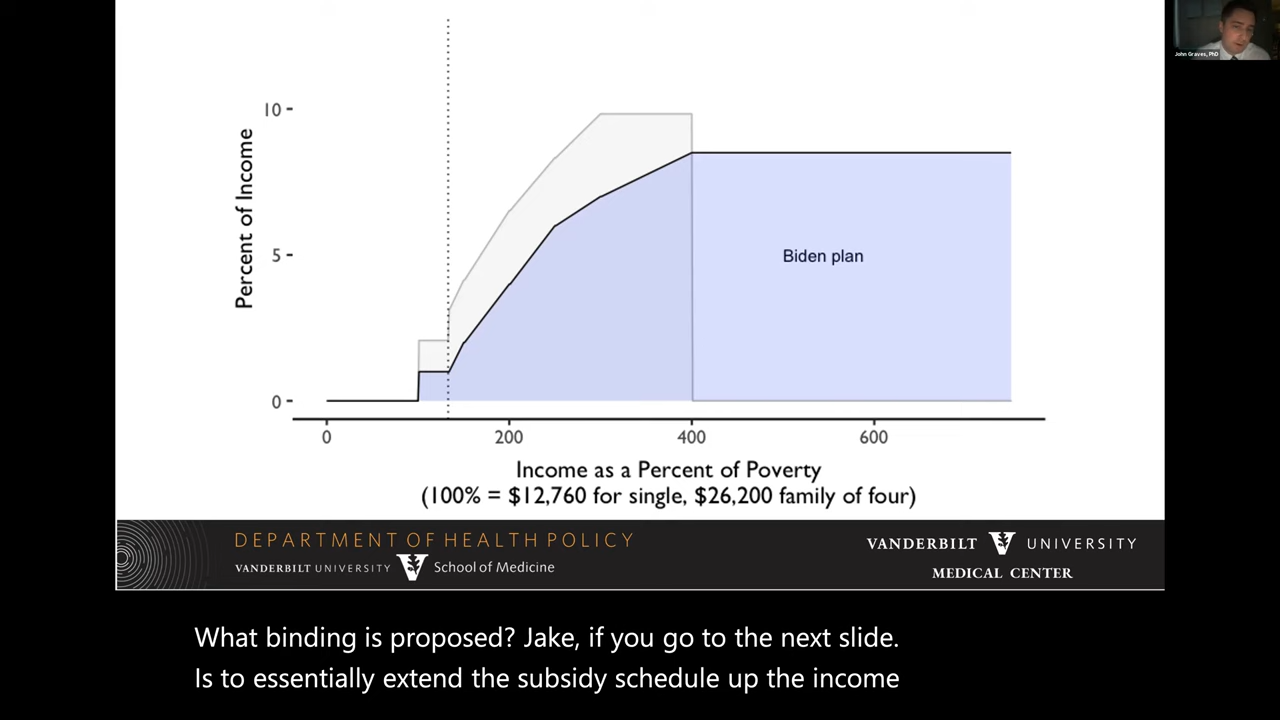 John Graves, PhD
10
5
0
Percent of Income
Biden plan
0
200
400
600
Income as a Percent of Poverty
(100% = $12,760 for single, $26,200 family of four)
DEPARTMENT OF HEALTH POLICY
VANDERBILT UNIVERSITY School of Medicine
VANDERBILT UNIVERSITY
MEDICAL CENTER
What binding is proposed? Jake, if you go to the next slide.
Is to essentially extend the subsidy schedule up the income